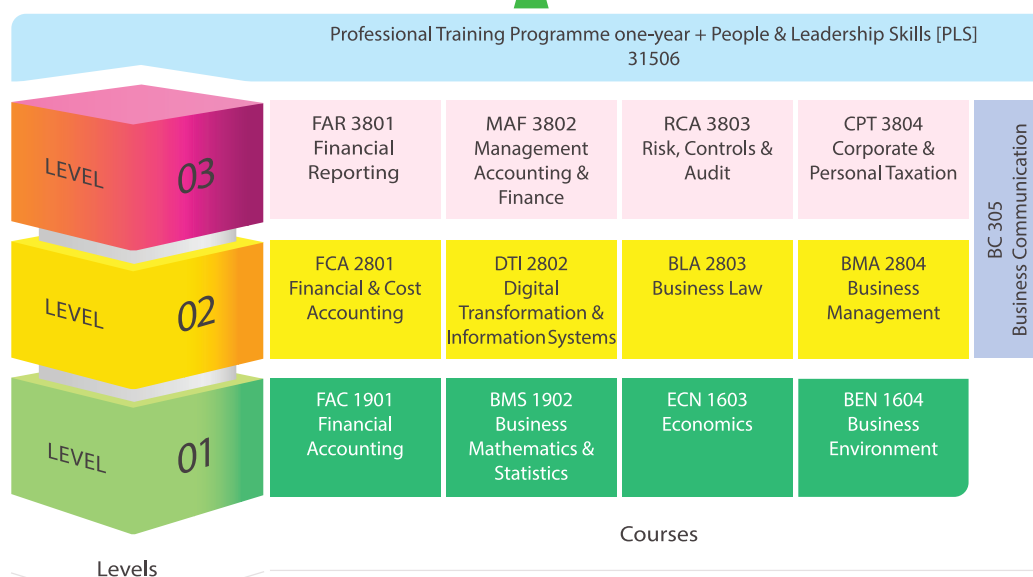 Professional Training Programme one-year + People & Leadership Skills [PLS]
31506
LEVEL 03
FAR 3801
Financial
Reporting
MAF 3802
Management
Accounting &
Finance
RCA 3803
Risk, Controls &
Audit
CPT 3804
Corporate &
Personal Taxation
BC 305
Business Communication
LEVEL 02
FCA 2801
Financial & Cost
Accounting
DTI 2802
Digital
Transformation &
Information Systems
BLA 2803
Business Law
BMA 2804
Business
Management
LEVEL 01
FAC 1901
Financial
Accounting
BMS 1902
Business
Mathematics &
Statistics
ECN 1603
Economics
BEN 1604
Business
Environment
Courses
Levels